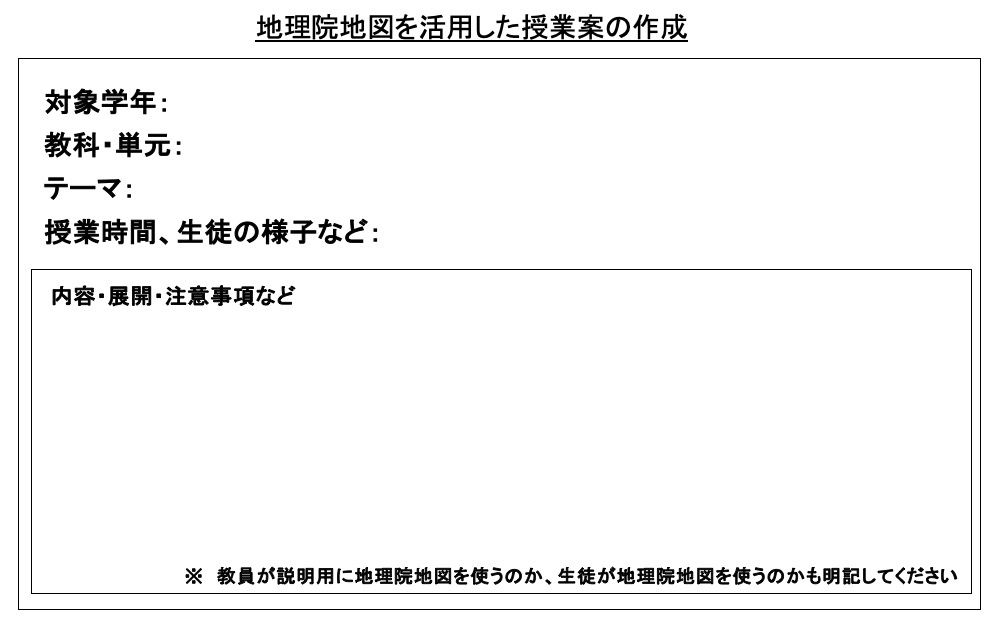 地理院地図を活用した授業案の作成
対象学年：
教科・単元：
テーマ：
授業時間、生徒の様子など：
内容・展開・注意事項など
※　教員が説明用に地理院地図を使うのか、生徒が地理院地図を使うのかも明記してください